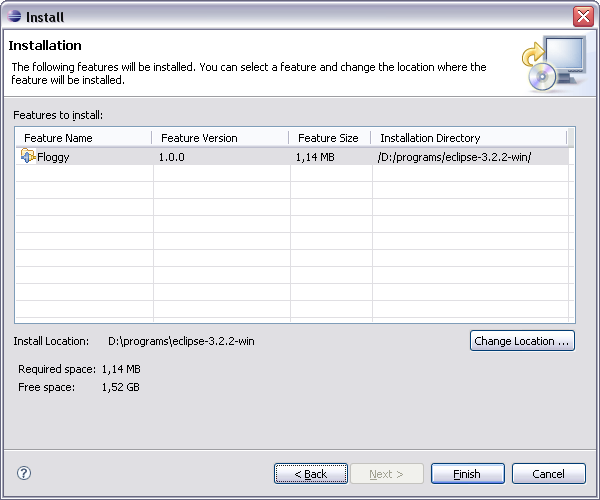 Install
Installation
The following features will be installed. You can select a feature and change the location where the
feature will be installed.
Features to install:
Feature Name Feature Version Feature Size Installation Directory
Floggy 1.0.0 1,14 MB /D:/programs/eclipse-3.2.2-win/
Install Location: D:\programs\eclipse-3.2.2-win
Change Location ...
Required space: 1,14 MB
Free space: 1,52 GB
? < Back Next > Finish Cancel